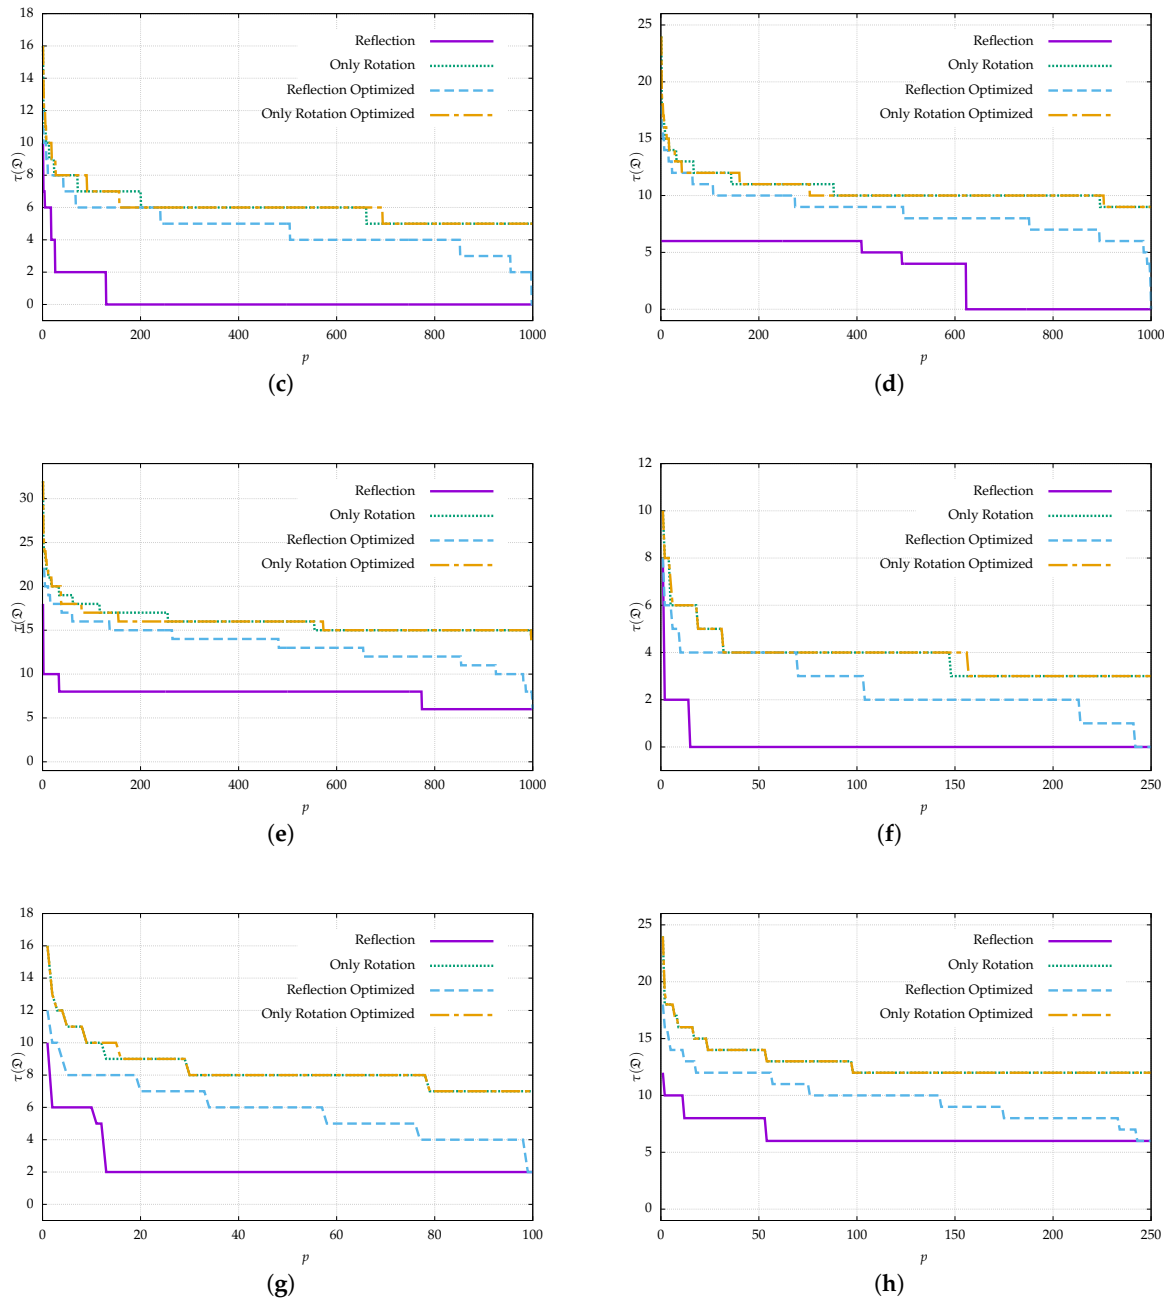 18
16
14
12
10
8
6
4
2
0
τ(𝔇)
Reflection
Only Rotation
Reflection Optimized
Only Rotation Optimized
0 200 400 600 800 1000
p
(c)
25
20
15
10
5
0
τ(𝔇)
Reflection
Only Rotation
Reflection Optimized
Only Rotation Optimized
0 200 400 600 800 1000
p
(d)
30
25
20
15
10
5
0
τ(𝔇)
Reflection
Only Rotation
Reflection Optimized
Only Rotation Optimized
0 200 400 600 800 1000
p
(e)
12
10
8
6
4
2
0
τ(𝔇)
Reflection
Only Rotation
Reflection Optimized
Only Rotation Optimized
0 50 100 150 200 250
p
(f)
18
16
14
12
10
8
6
4
2
0
τ(𝔇)
Reflection
Only Rotation
Reflection Optimized
Only Rotation Optimized
0 20 40 60 80 100
p
(g)
25
20
15
10
5
0
τ(𝔇)
Reflection
Only Rotation
Reflection Optimized
Only Rotation Optimized
0 50 100 150 200 250
p
(h)